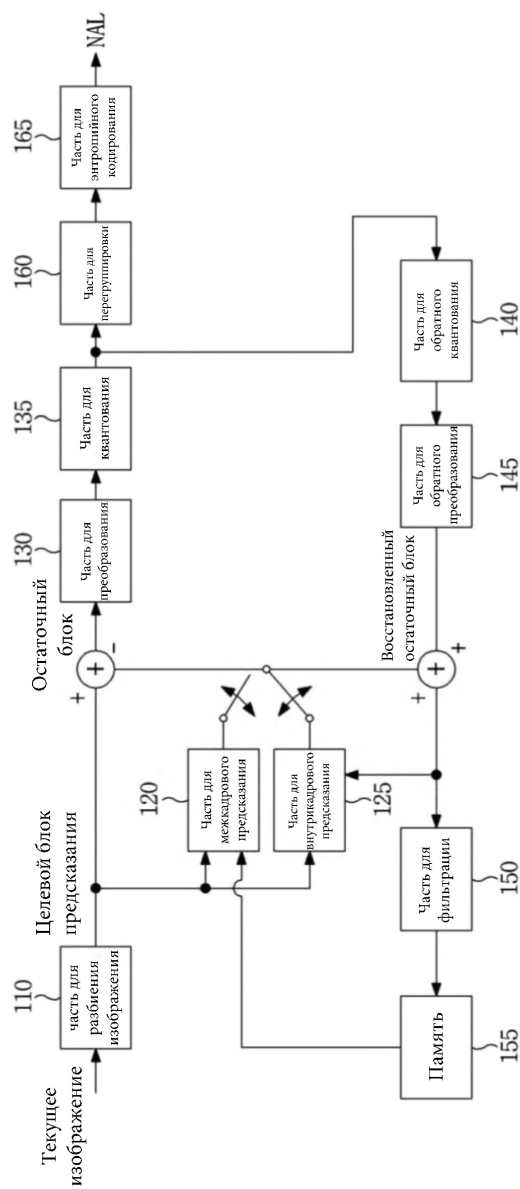 Текущее
изображение
110
часть для
разбиения
изображения
Целевой блок
предсказания
+
+
-
Остаточный
блок
130
Часть для
преобразования
135
Часть для
квантования
160
Часть для
перегруппировки
165
Часть для
энтропийного
кодирования
NAL
120
Часть для
межкадрового
предсказания
Часть для
внутрикадрового
предсказания
125
155
Память
150
Часть для
фильтрации
+
+
+
Восстановленный
остаточный блок
145
Часть для
обратного
преобразования
140
Часть для
обратного
квантования